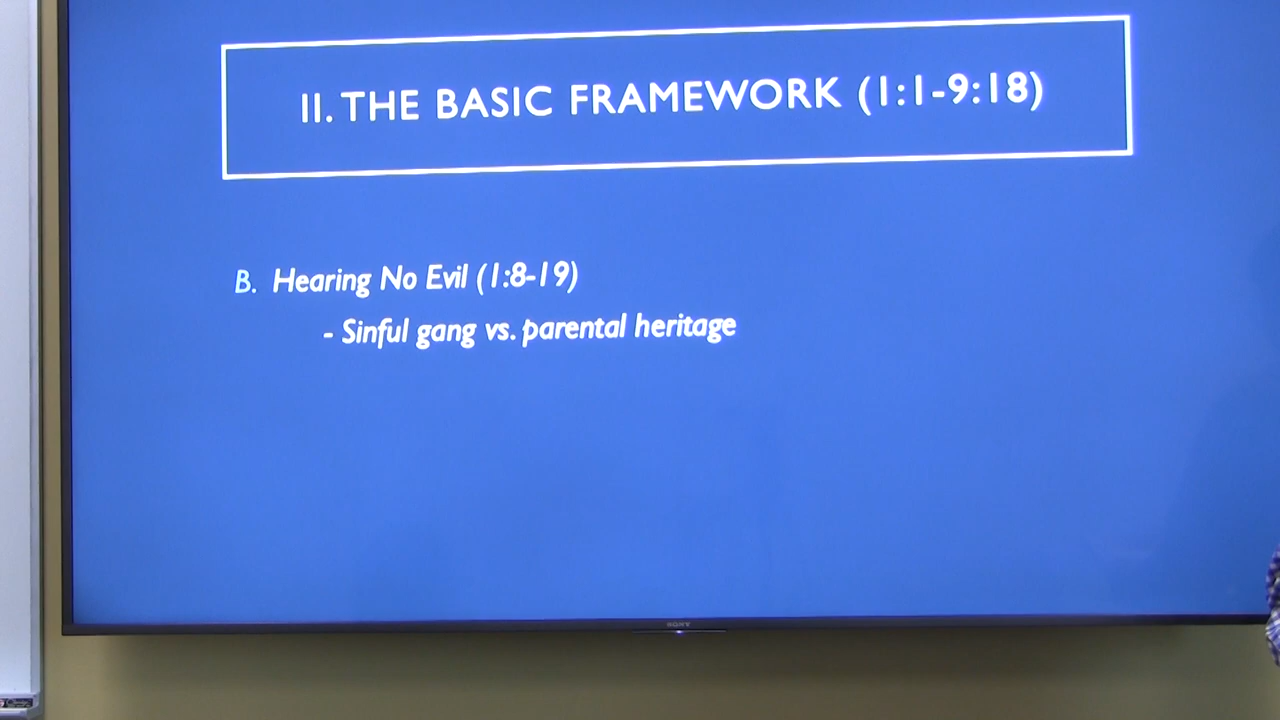 II. THE BASIC FRAMEWORK (1:1-9:18)
B. Hearing No Evil (1:8-19)
- Sinful gang vs. parental heritage
SONY